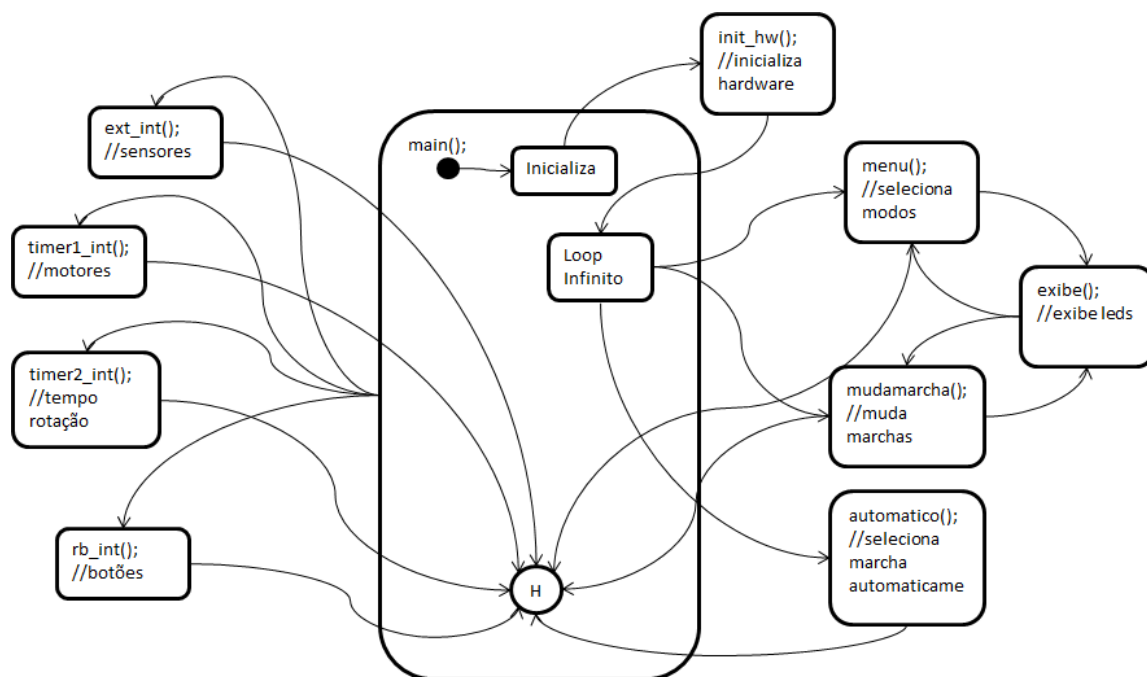 init_hw();
//inicializa
hardware
ext_int();
//sensores
main();
Inicializa
menu();
//seleciona
modos
timer1_int();
//motores
Loop
Infinito
exibe();
//exibe leds
timer2_int();
//tempo
rotação
mudamarcha();
//muda
marchas
automatico();
//seleciona
marcha
automaticame
rb_int();
//botões
H